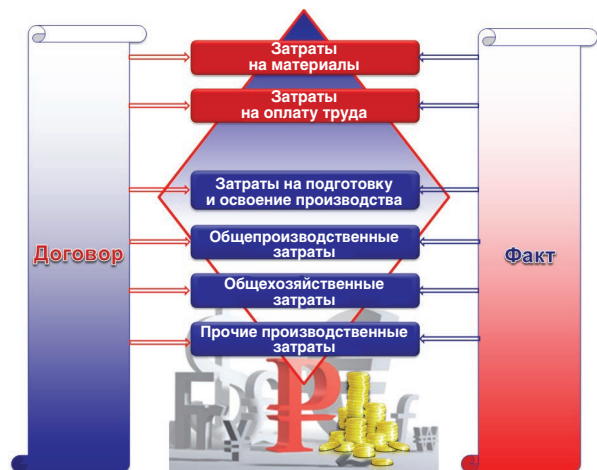 Затраты
на материалы
Затраты
на оплату труда
Затраты на подготовку
и освоение производства
Общепроизводственные
затраты
Общехозяйственные
затраты
Прочие производственные
затраты
Договор
Факт